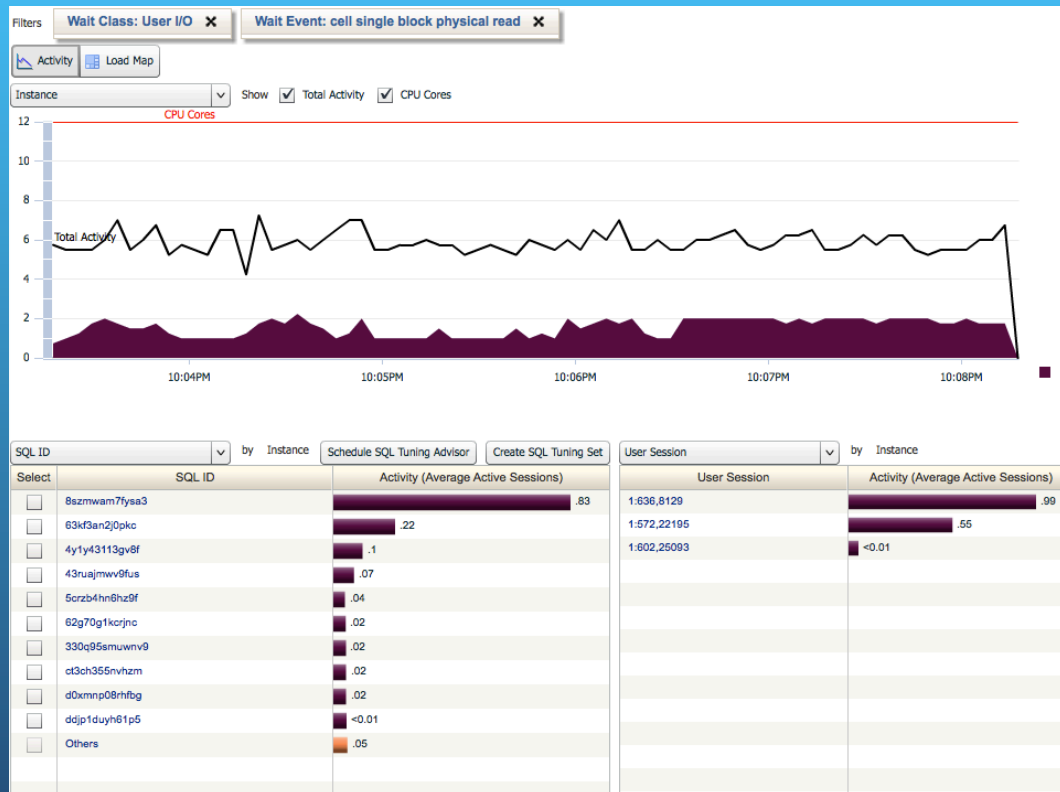 Filters Wait Class: User I/O X Wait Event: cell single block physical read X
Activity Load Map
Instance Show Total Activity CPU Cores
CPU Cores
12
10
8
6
Total Activity
4
2
0
10:04PM 10:05PM 10:06PM 10:07PM 10:08PM
SQL ID by Instance Schedule SQL Tuning Advisor Create SQL Tuning Set User Session by Instance
Select SQL ID Activity (Average Active Sessions) User Session Activity (Average Active Sessions)
8szmwam7fysa3 .83 1:636,8129 .99
63kf3an2j0pkc .22 1:572,22195 .55
4y1y43113gv8f .1 1:602,25093 <0.01
43ruajmwv9fus .07
5crzb4hn6hz9f .04
62g70g1kcrjnc .02
330q95smuwnv9 .02
ct3ch355nvhzm .02
d0xmnp08rhfbg .02
ddjp1duyh61p5 <0.01
Others .05